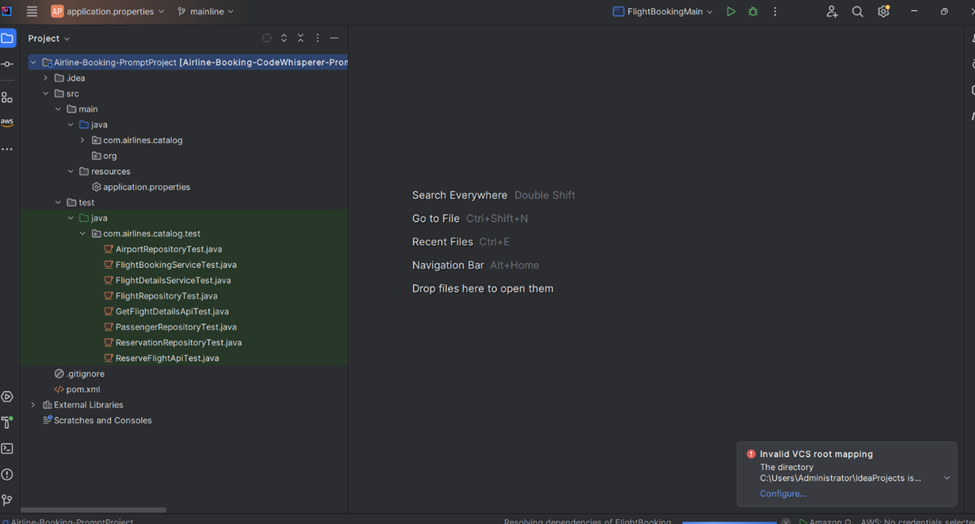 AP application.properties
mainline
FlightBookingMain
Project
Airline-Booking-PromptProject [Airline-Booking-CodeWhisperer-Pron
.idea
src
main
java
com.airlines.catalog
org
resources
application.properties
test
java
com.airlines.catalog.test
AirportRepositoryTest.java
FlightBookingServiceTest.java
FlightDetailsServiceTest.java
FlightRepositoryTest.java
GetFlightDetailsApiTest.java
PassengerRepositoryTest.java
ReservationRepositoryTest.java
ReserveFlightApiTest.java
.gitignore
pom.xml
External Libraries
Scratches and Consoles
aws
Search Everywhere Double Shift
Go to File Ctrl+Shift+N
Recent Files Ctrl+E
Navigation Bar Alt+Home
Drop files here to open them
Invalid VCS root mapping
The directory
C:\Users\Administrator\IdeaProjects is...
Configure...
Airline-Booking-PromptProject
Resolving dependencies of FlightBooking
Amazon Q
AWS: No credentials selected